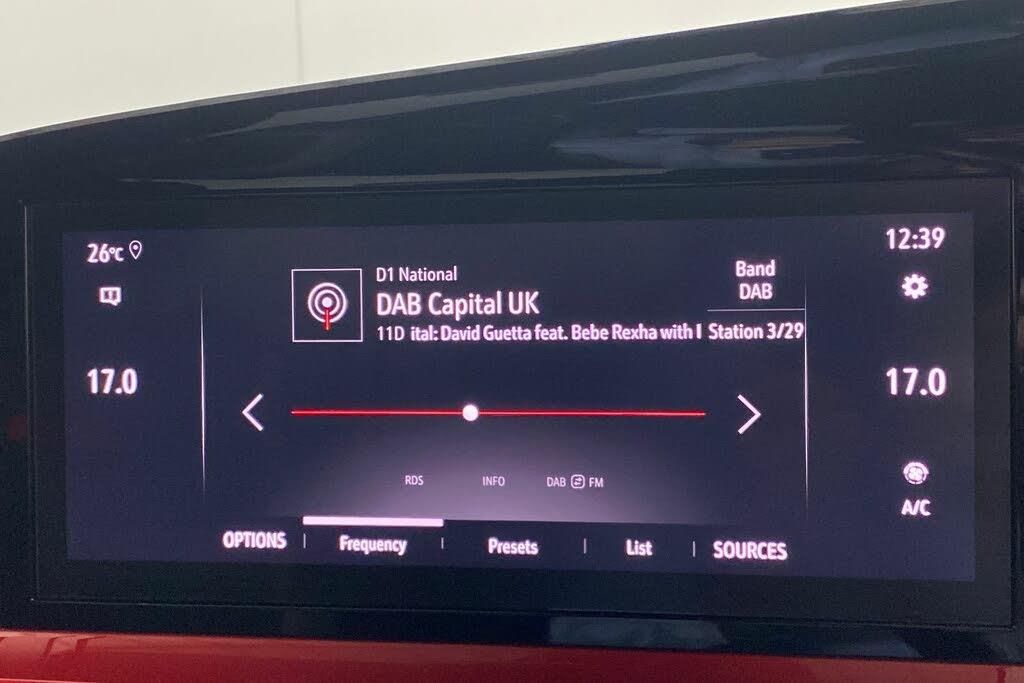 26°C
12:39
D1 National
DAB Capital UK
11D ital: David Guetta feat. Bebe Rexha with
Band
DAB
Station 3/29
17.0
17.0
RDS
INFO
DAB FM
A/C
OPTIONS
Frequency
Presets
List
SOURCES